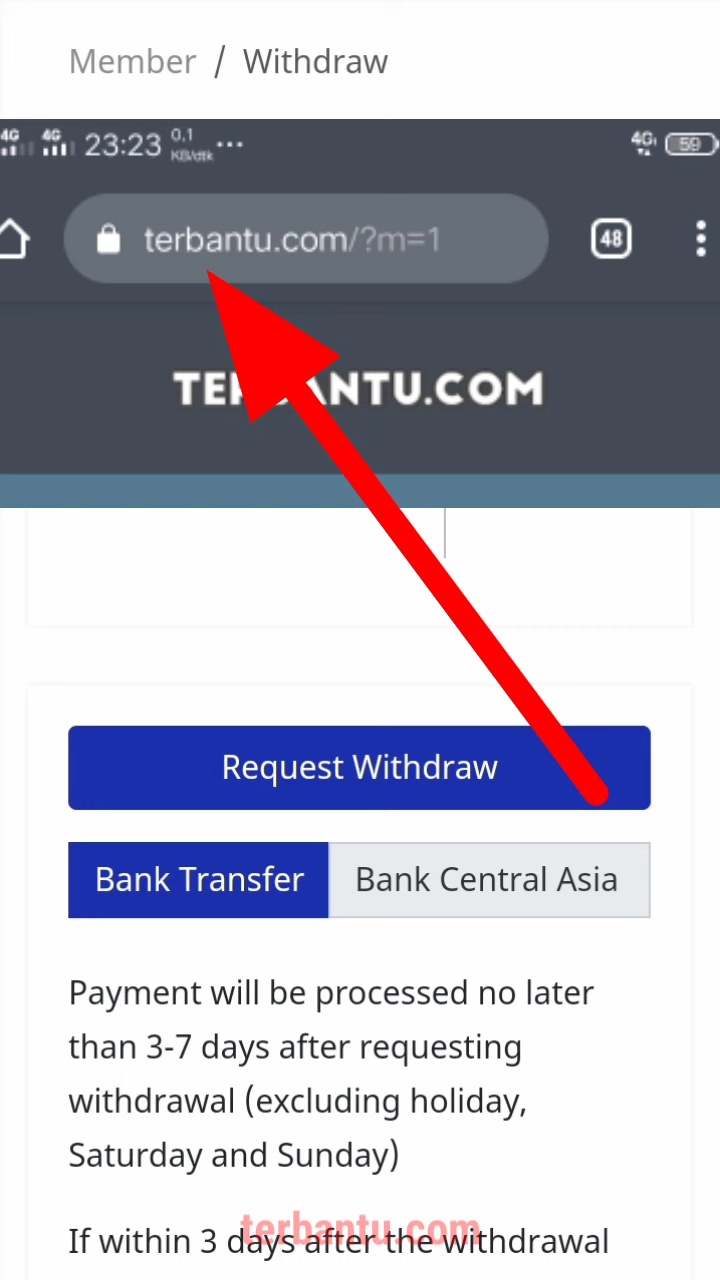 Member / Withdraw
4G 4G 23:23 0,1 KB/dtk ... 4G 59
terbantu.com/?m=1 48
TERBANTU.COM
Request Withdraw
Bank Transfer Bank Central Asia
Payment will be processed no later
than 3-7 days after requesting
withdrawal (excluding holiday,
Saturday and Sunday)
terbantu.com
If within 3 days after the withdrawal